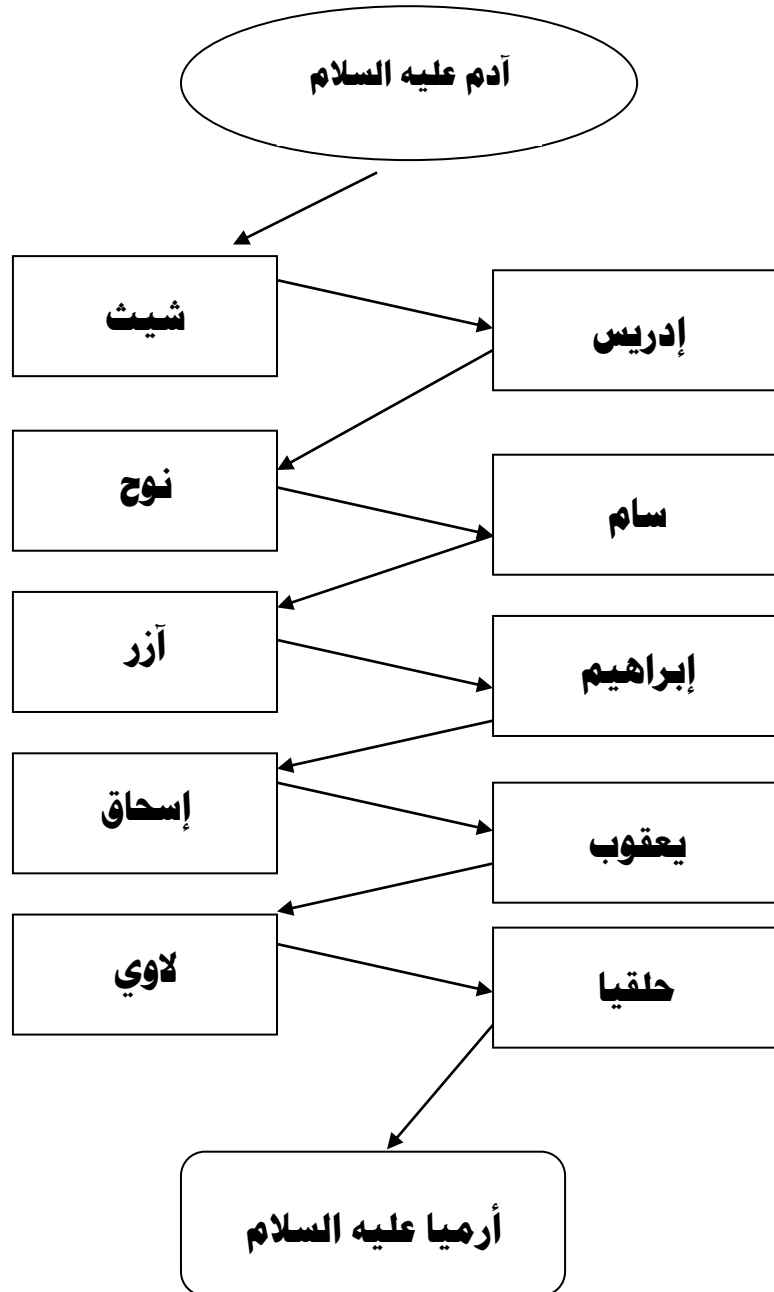 آدم عليه السلام
شيث
إدريس
نوح
سام
آزر
إبراهيم
إسحاق
يعقوب
لاوي
حلقيا
أرميا عليه السلام